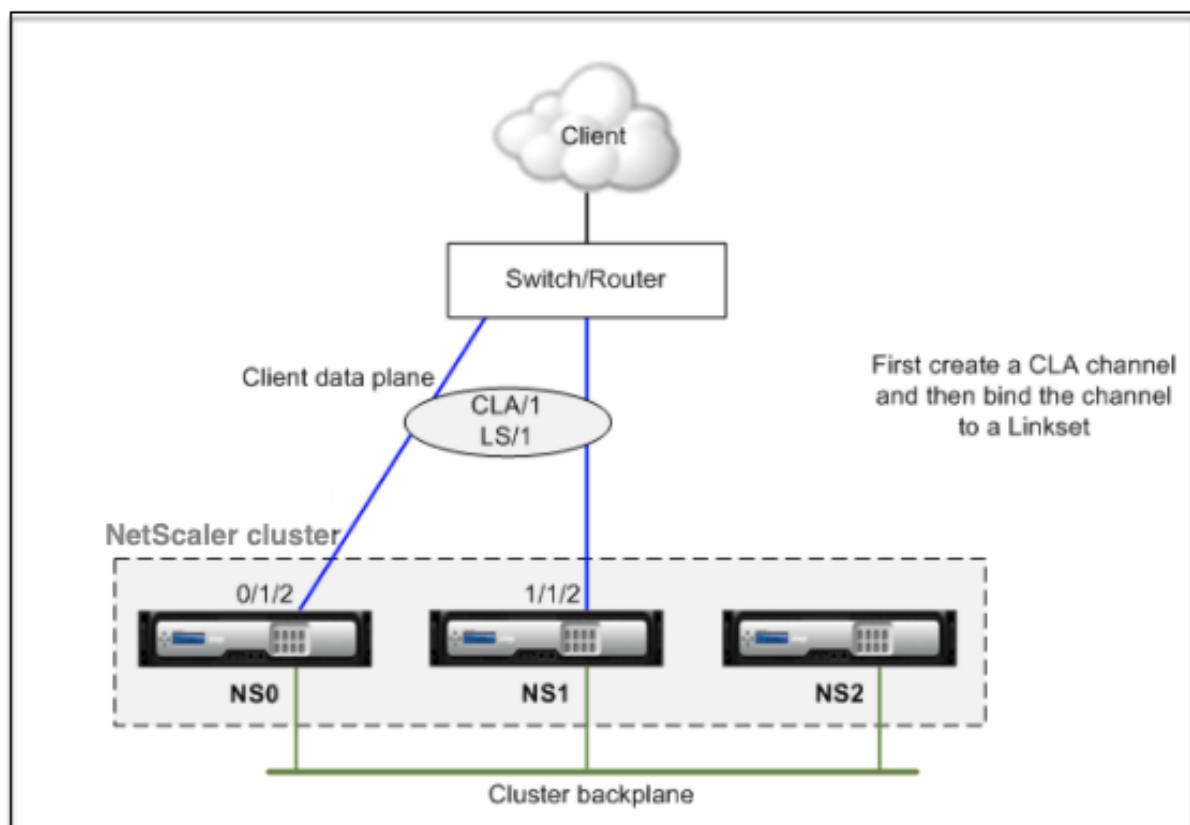 Client
Switch/Router
Client data plane
CLA/1
LS/1
First create a CLA channel
and then bind the channel
to a Linkset
NetScaler cluster
0/1/2
1/1/2
NS0
NS1
NS2
Cluster backplane